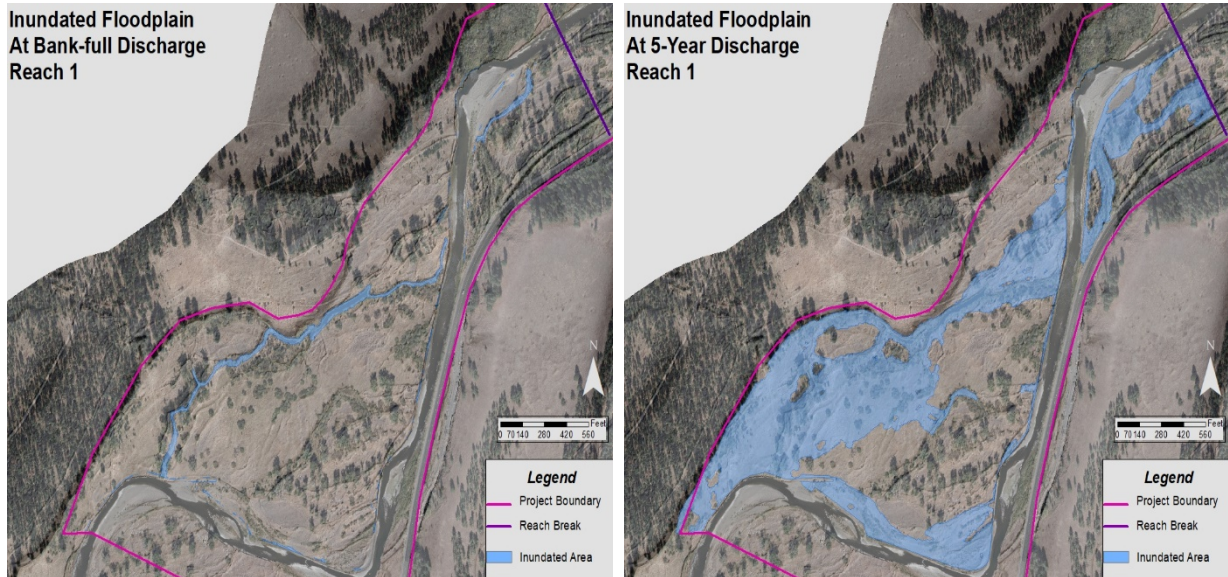 Inundated Floodplain
At Bank-full Discharge
Reach 1
N
Feet
0 70 140 280 420 560
Legend
Project Boundary
Reach Break
Inundated Area
Inundated Floodplain
At 5-Year Discharge
Reach 1
N
Feet
0 70 140 280 420 560
Legend
Project Boundary
Reach Break
Inundated Area